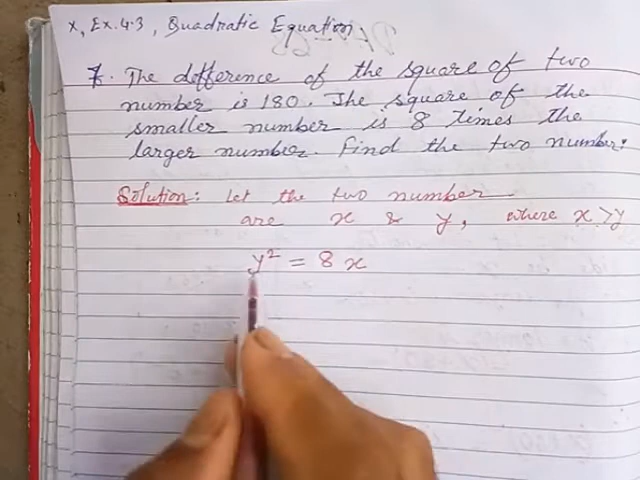 X, Ex. 4.3, Quadratic Equation
7. The difference of the square of two
number is 180. The square of the
smaller number is 8 times the
larger number. Find the two number.
Solution: Let the two number
are x & y, where x > y
y² = 8x